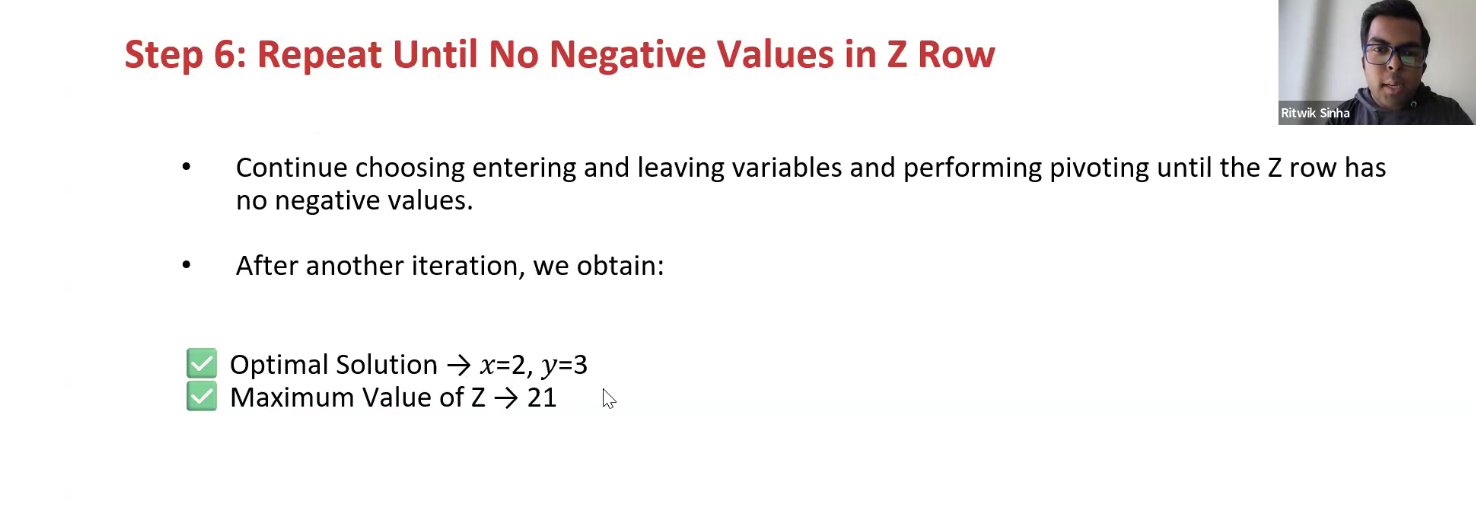 Step 6: Repeat Until No Negative Values in Z Row
Ritwik Sinha
• Continue choosing entering and leaving variables and performing pivoting until the Z row has
no negative values.
• After another iteration, we obtain:
✅ Optimal Solution → x=2, y=3
✅ Maximum Value of Z → 21